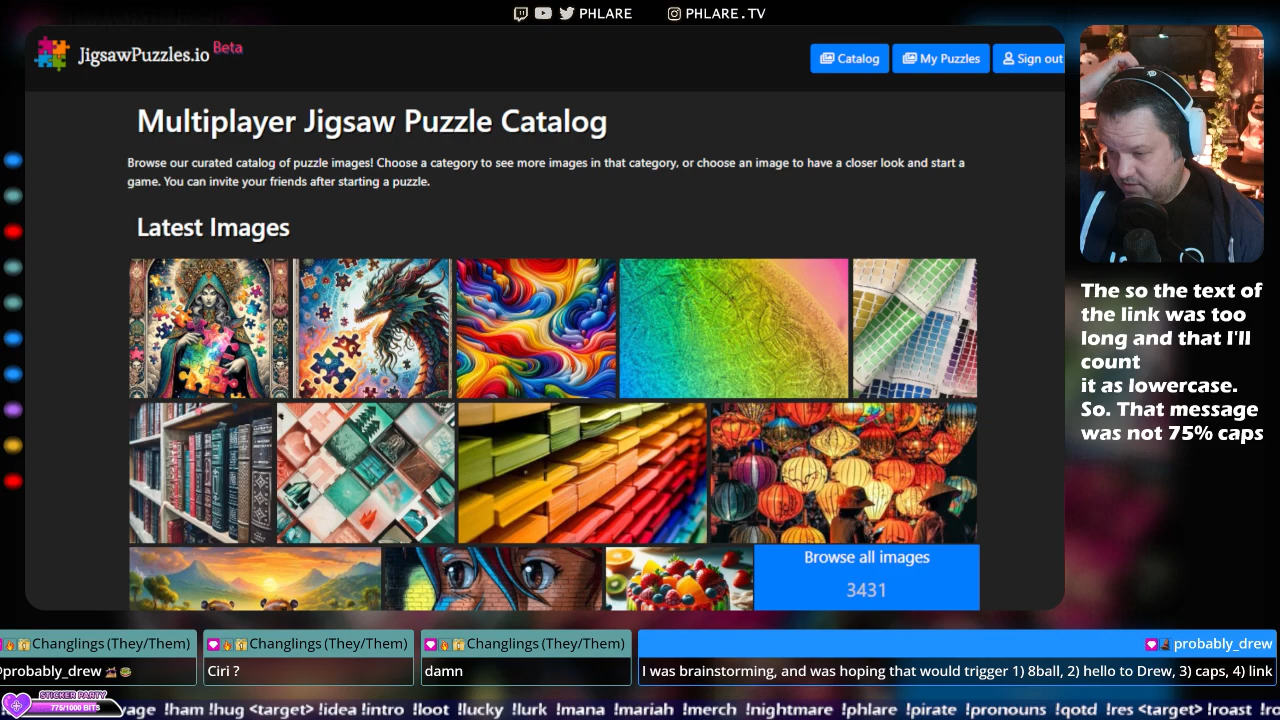 PHLARE
PHLARE.TV
JigsawPuzzles.io Beta
Catalog
My Puzzles
Sign out
Multiplayer Jigsaw Puzzle Catalog
Browse our curated catalog of puzzle images! Choose a category to see more images in that category, or choose an image to have a closer look and start a
game. You can invite your friends after starting a puzzle.
Latest Images
Browse all images
3431
The so the text of
the link was too
long and that I'll
count
it as lowercase.
So. That message
was not 75% caps
Changlings (They/Them)
probably_drew
Changlings (They/Them)
Ciri ?
Changlings (They/Them)
damn
probably_drew
I was brainstorming, and was hoping that would trigger 1) 8ball, 2) hello to Drew, 3) caps, 4) link
STICKER PARTY
775/1000 BITS
!ham !hug <target> !idea !intro !loot !lucky !lurk !mana !mariah !merch !nightmare !phlare !pirate !pronouns !qotd !res <target> !roast